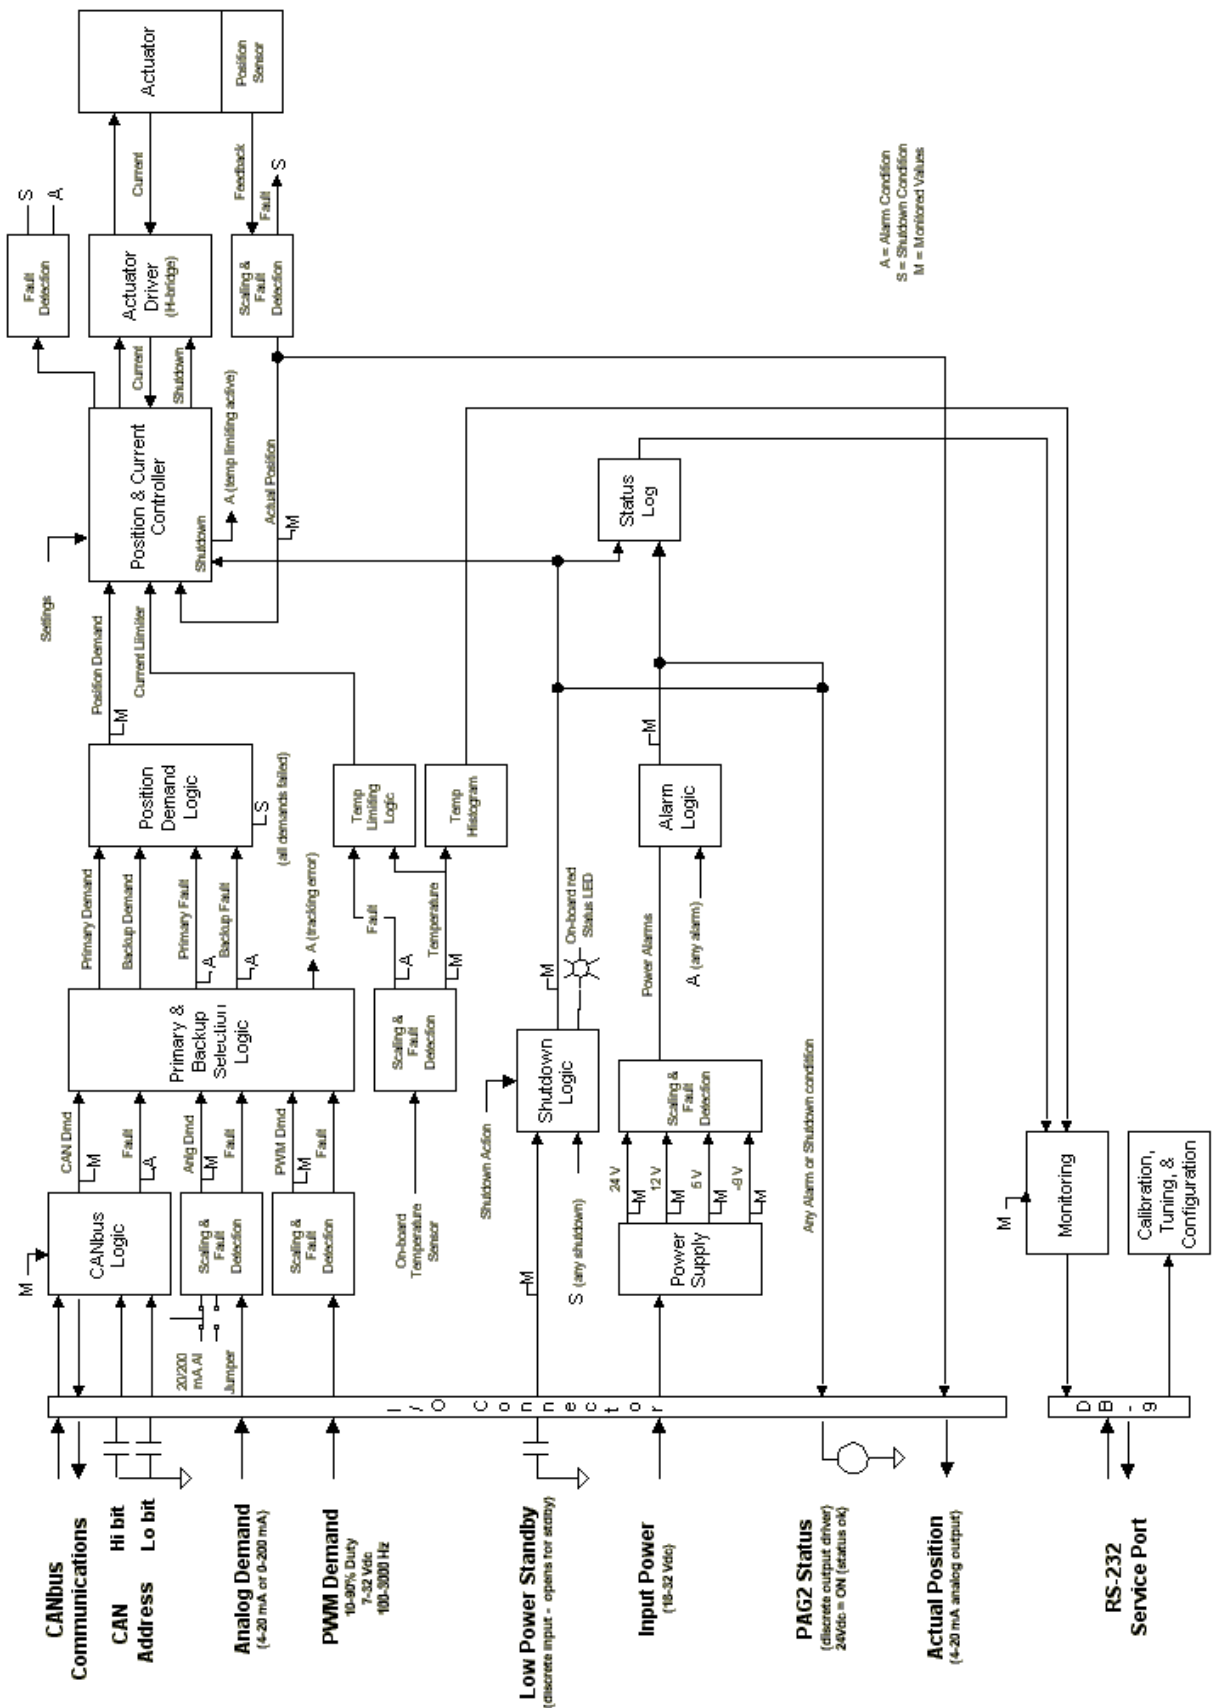 CANbus
Communications
CAN
Address
Hi bit
Lo bit
Analog Demand
(4-20 mA or 0-200 mA)
PWM Demand
10-90% Duty
7-32 Vdc
100-3000 Hz
Low Power Standby
(discrete input - opens for stdby)
Input Power
(18-32 Vdc)
PAG2 Status
(discrete output driver)
24Vdc = ON (status ok)
Actual Position
(4-20 mA analog output)
RS-232
Service Port
I/O Connector
DB-9
M
CANbus
Logic
20/200
mA AI
Jumper
Scaling &
Fault
Detection
Scaling &
Fault
Detection
CAN Dmd
M
Fault
A
Anlg Dmd
M
Fault
PWM Dmd
M
Fault
Primary &
Backup
Selection
Logic
Primary Demand
Backup Demand
Primary Fault
A
Backup Fault
A
A (tracking error)
Position
Demand
Logic
S
(all demands failed)
M
Position Demand
Current Llimiter
Settings
Position & Current
Controller
Shutdown
A (temp limiting active)
Fault
Detection
S
A
Current
Shutdown
Actuator
Driver
(H-bridge)
Current
Actuator
Position
Sensor
Feedback
Fault
S
Scaling &
Fault
Detection
Actual Position
M
On-board
Temperature
Sensor
Scaling &
Fault
Detection
A
Fault
M
Temperature
Temp
Limiting
Logic
Temp
Histogram
M
Shutdown Action
S (any shutdown)
Shutdown
Logic
M
On-board red
Status LED
Power
Supply
24 V
M
12 V
M
5 V
M
-9 V
M
Scaling &
Fault
Detection
Power Alarms
A (any alarm)
Alarm
Logic
M
Status
Log
Any Alarm or Shutdown condition
M
Monitoring
Calibration,
Tuning, &
Configuration
A = Alarm Condition
S = Shutdown Condition
M = Monitored Values